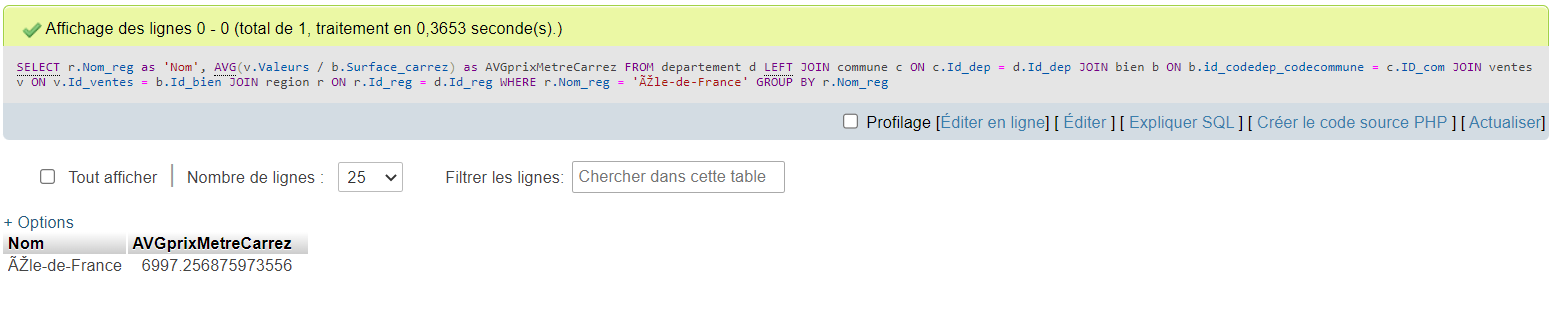 Affichage des lignes 0 - 0 (total de 1, traitement en 0,3653 seconde(s).)
SELECT r.Nom_reg as 'Nom', AVG(v.Valeurs / b.Surface_carrez) as AVGprixMetreCarrez FROM departement d LEFT JOIN commune c ON c.Id_dep = d.Id_dep JOIN bien b ON b.id_codedep_codecommune = c.ID_com JOIN ventes
v ON v.Id_ventes = b.Id_bien JOIN region r ON r.Id_reg = d.Id_reg WHERE r.Nom_reg = 'ÃŽle-de-France' GROUP BY r.Nom_reg
Profilage [Éditer en ligne] [ Éditer ] [ Expliquer SQL ] [ Créer le code source PHP ] [ Actualiser]
Tout afficher Nombre de lignes : 25 Filtrer les lignes: Chercher dans cette table
+ Options
Nom AVGprixMetreCarrez
ÃŽle-de-France 6997.256875973556